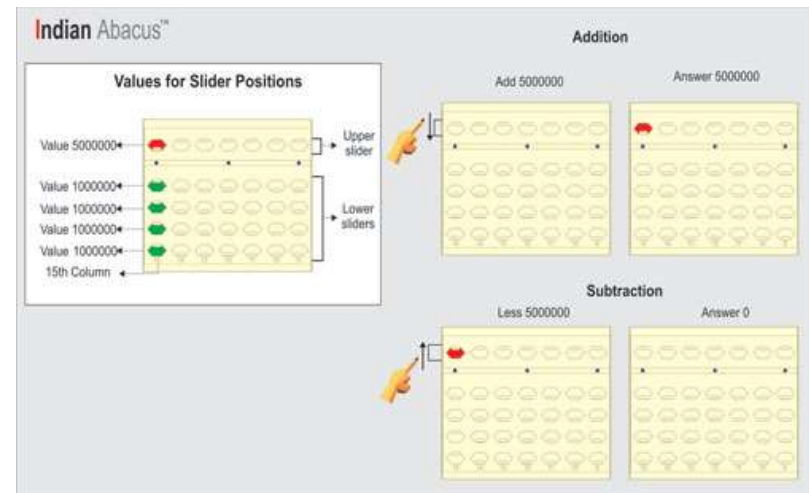 Indian Abacus™
Values for Slider Positions
Value 5000000
Upper
slider
Value 1000000
Value 1000000
Value 1000000
Value 1000000
Lower
sliders
15th Column
Addition
Add 5000000
Answer 5000000
Subtraction
Less 5000000
Answer 0